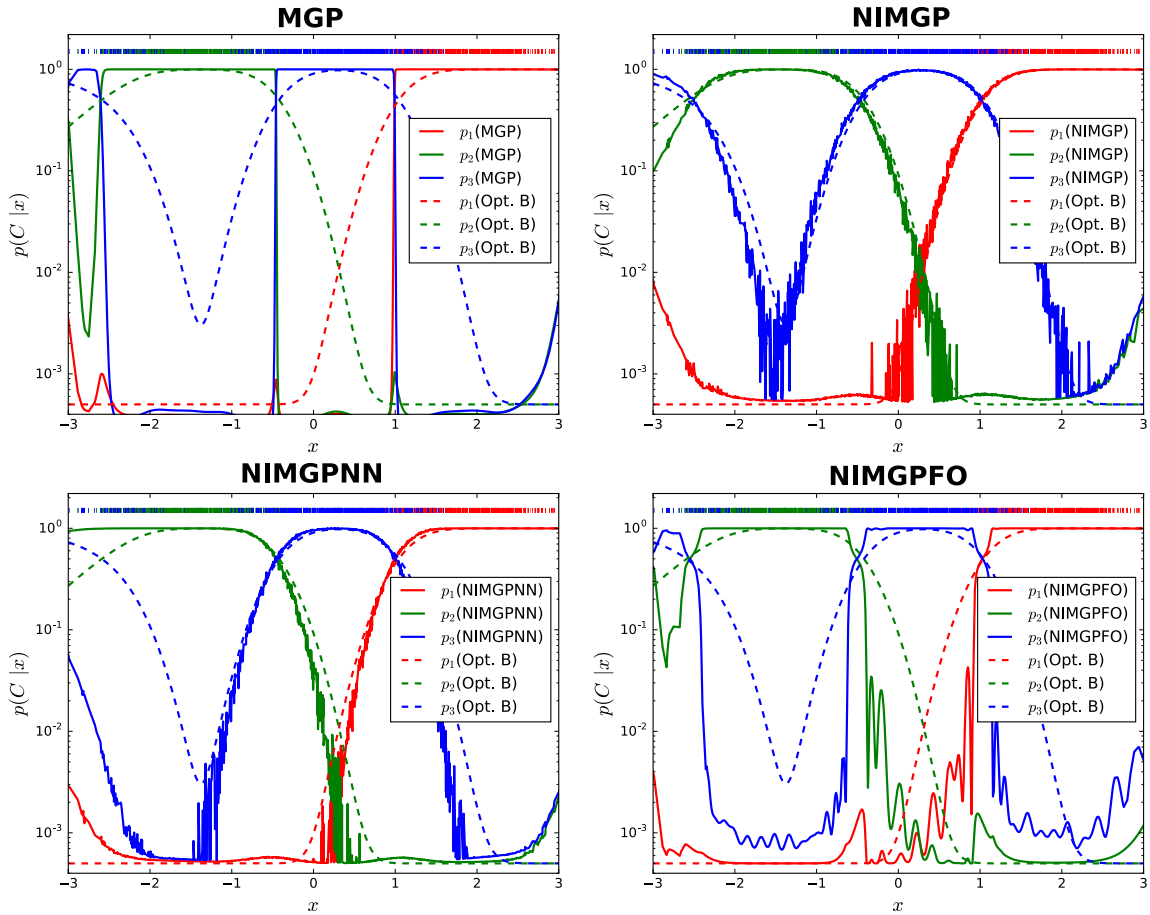 MGP
10^0
10^-1
10^-2
10^-3
p(C |x)
p1(MGP)
p2(MGP)
p3(MGP)
p1(Opt. B)
p2(Opt. B)
p3(Opt. B)
−3 −2 −1 0 1 2 3
x
NIMGP
10^0
10^-1
10^-2
10^-3
p(C |x)
p1(NIMGP)
p2(NIMGP)
p3(NIMGP)
p1(Opt. B)
p2(Opt. B)
p3(Opt. B)
−3 −2 −1 0 1 2 3
x
NIMGPNN
10^0
10^-1
10^-2
10^-3
p(C |x)
p1(NIMGPNN)
p2(NIMGPNN)
p3(NIMGPNN)
p1(Opt. B)
p2(Opt. B)
p3(Opt. B)
−3 −2 −1 0 1 2 3
x
NIMGPFO
10^0
10^-1
10^-2
10^-3
p(C |x)
p1(NIMGPFO)
p2(NIMGPFO)
p3(NIMGPFO)
p1(Opt. B)
p2(Opt. B)
p3(Opt. B)
−3 −2 −1 0 1 2 3
x